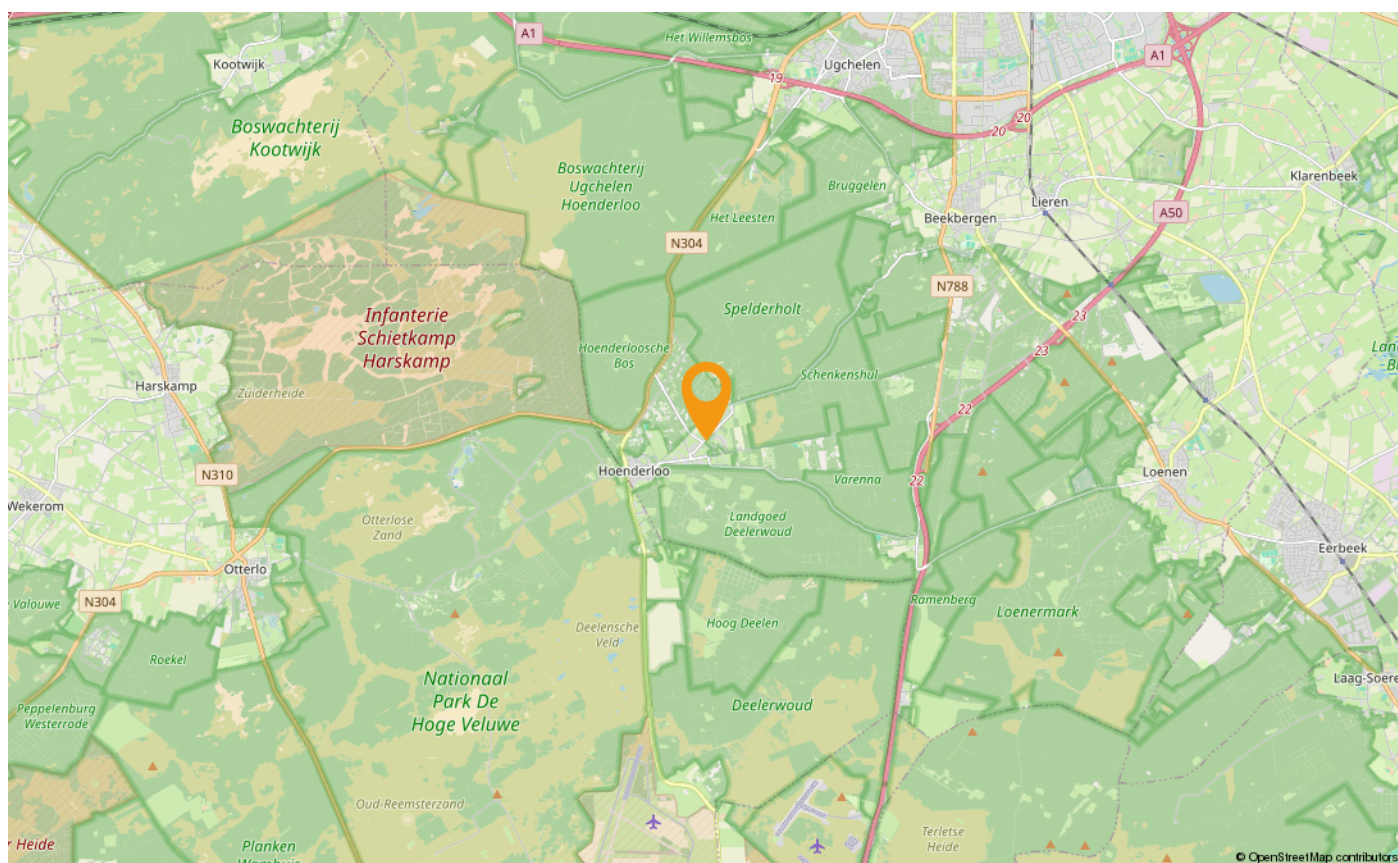 A1
Het Willemsbos
Kootwijk
Ugchelen
A1
19
20
20
Boswachterij
Kootwijk
Boswachterij
Ugchelen
Hoenderloo
Bruggelen
Klarenbeek
Lieren
Beekbergen
Het Leesten
A50
N304
N788
Infanterie
Schietkamp
Harskamp
Spelderholt
23
23
Hoenderloosche
Bos
Schenkenshul
Harskamp
Zuiderheide
22
Hoenderloo
N310
Loenen
Varenna
22
Wekerom
Otterlose
Zand
Landgoed
Deelerwoud
Eerbeek
Otterlo
N304
Valouwe
Ramenberg
Loenermark
Hoog Deelen
Deelensche
Veld
Roekel
Nationaal
Park De
Hoge Veluwe
Laag-Soere
Deelerwoud
Peppelenburg
Westerrode
Oud-Reemsterzand
Terletse
Heide
r Heide
Planken
Wambuis
© OpenStreetMap contributors